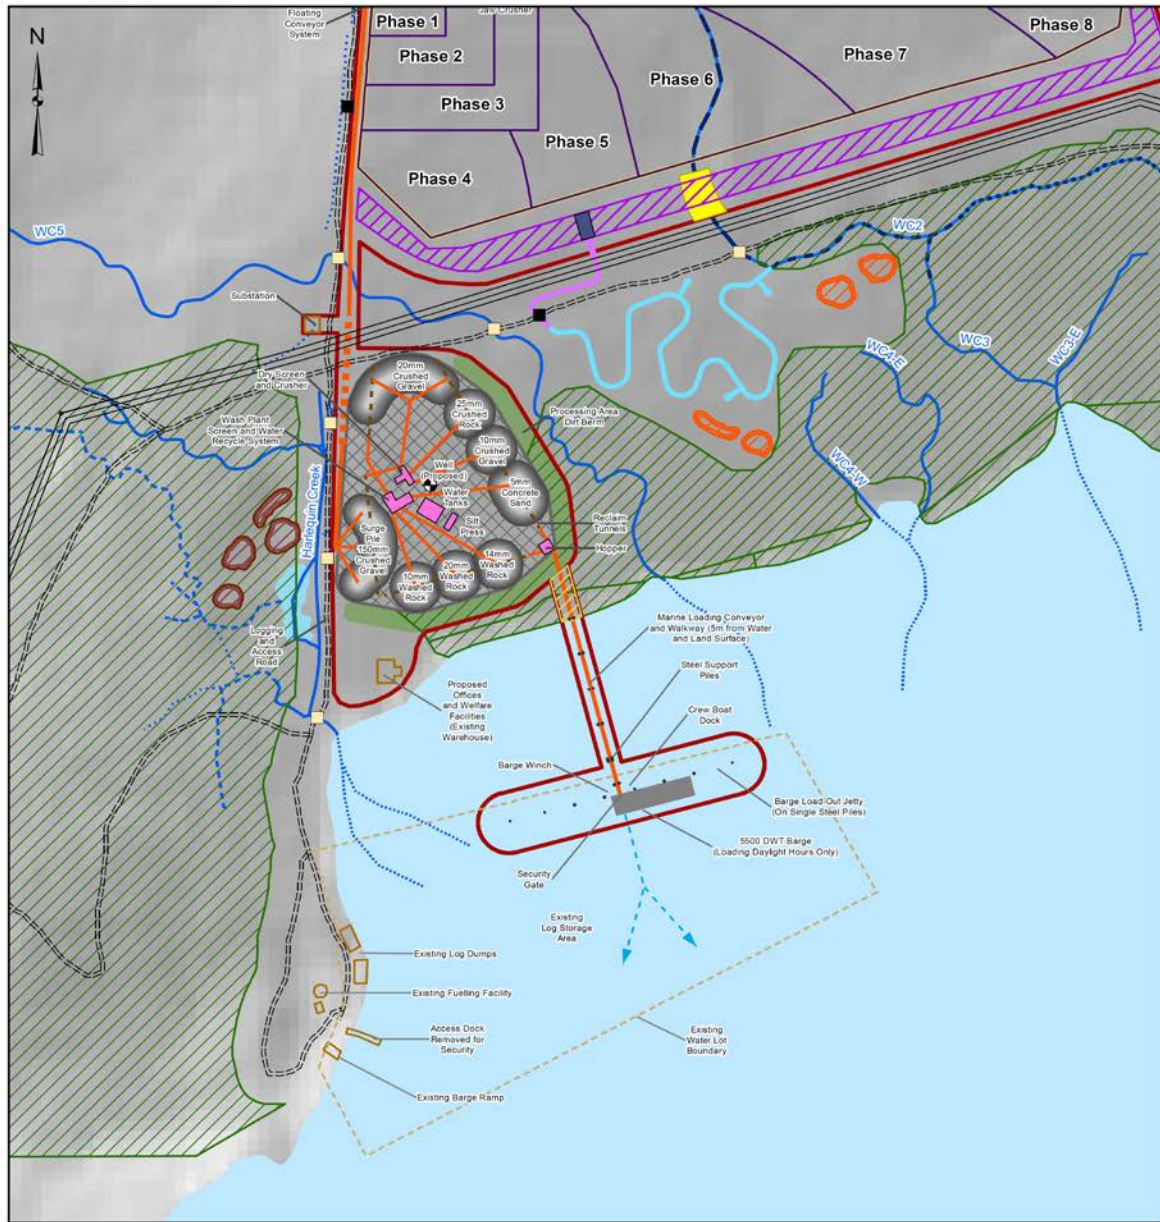 Floating
Conveyor
System
Jaw Crusher
Phase 1
Phase 2
Phase 3
Phase 4
Phase 5
Phase 6
Phase 7
Phase 8
N
WC5
WC2
Substation
WC3
WC3-E
WC4-E
WC4-W
Dry Screen
and Crusher
Wash Plant
Screen and Water
Recycle System
20mm
Crushed
Gravel
25mm
Crushed
Rock
10mm
Crushed
Gravel
5mm
Concrete
Sand
Processing Area
Dirt Berm
Well
(Proposed)
Water
Tanks
Silt
Press
Reclaim
Tunnels
Hopper
Harlequin Creek
Surge
Pile
150mm
Crushed
Gravel
10mm
Washed
Rock
20mm
Washed
Rock
14mm
Washed
Rock
Logging
and
Access
Road
Marine Loading Conveyor
and Walkway (5m from Water
and Land Surface)
Steel Support
Piles
Proposed
Offices
and Welfare
Facilities
(Existing
Warehouse)
Crew Boat
Dock
Barge Winch
Barge Load-Out Jetty
(On Single Steel Piles)
5500 DWT Barge
(Loading Daylight Hours Only)
Security
Gate
Existing
Log Storage
Area
Existing Log Dumps
Existing Fuelling Facility
Access Dock
Removed for
Security
Existing
Water Lot
Boundary
Existing Barge Ramp